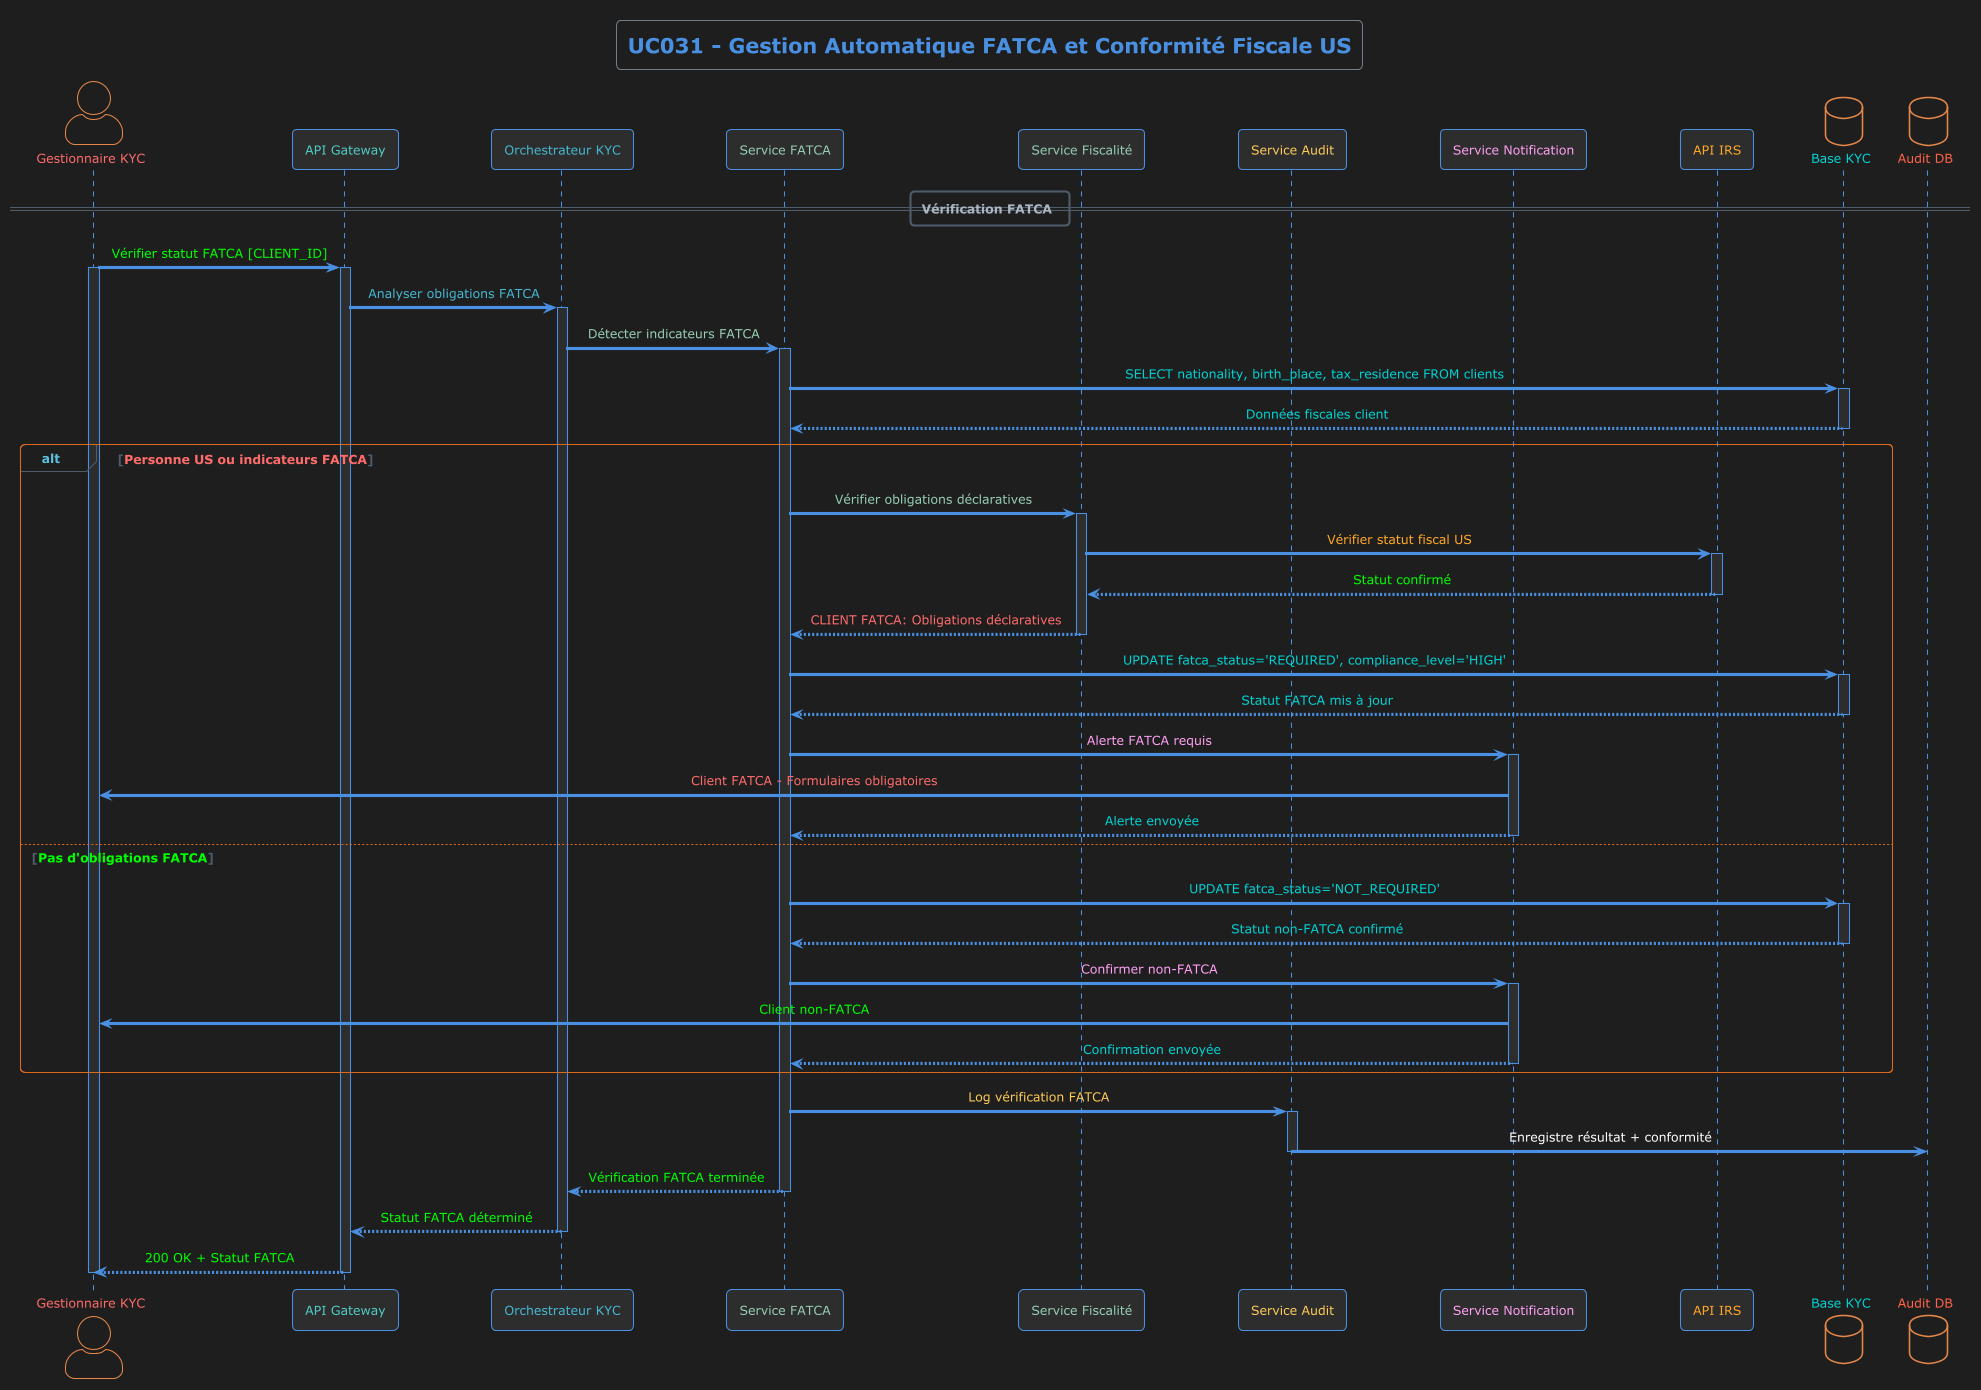 UC031 - Gestion Automatique FATCA et Conformité Fiscale US
Gestionnaire KYC
API Gateway
Orchestrateur KYC
Service FATCA
Service Fiscalité
Service Audit
Service Notification
API IRS
Base KYC
Audit DB
Vérification FATCA
Vérifier statut FATCA [CLIENT_ID]
Analyser obligations FATCA
Détecter indicateurs FATCA
SELECT nationality, birth_place, tax_residence FROM clients
Données fiscales client
alt
[Personne US ou indicateurs FATCA]
Vérifier obligations déclaratives
Vérifier statut fiscal US
Statut confirmé
CLIENT FATCA: Obligations déclaratives
UPDATE fatca_status='REQUIRED', compliance_level='HIGH'
Statut FATCA mis à jour
Alerte FATCA requis
Client FATCA - Formulaires obligatoires
Alerte envoyée
[Pas d'obligations FATCA]
UPDATE fatca_status='NOT_REQUIRED'
Statut non-FATCA confirmé
Confirmer non-FATCA
Client non-FATCA
Confirmation envoyée
Log vérification FATCA
Enregistre résultat + conformité
Vérification FATCA terminée
Statut FATCA déterminé
200 OK + Statut FATCA
Gestionnaire KYC
API Gateway
Orchestrateur KYC
Service FATCA
Service Fiscalité
Service Audit
Service Notification
API IRS
Base KYC
Audit DB